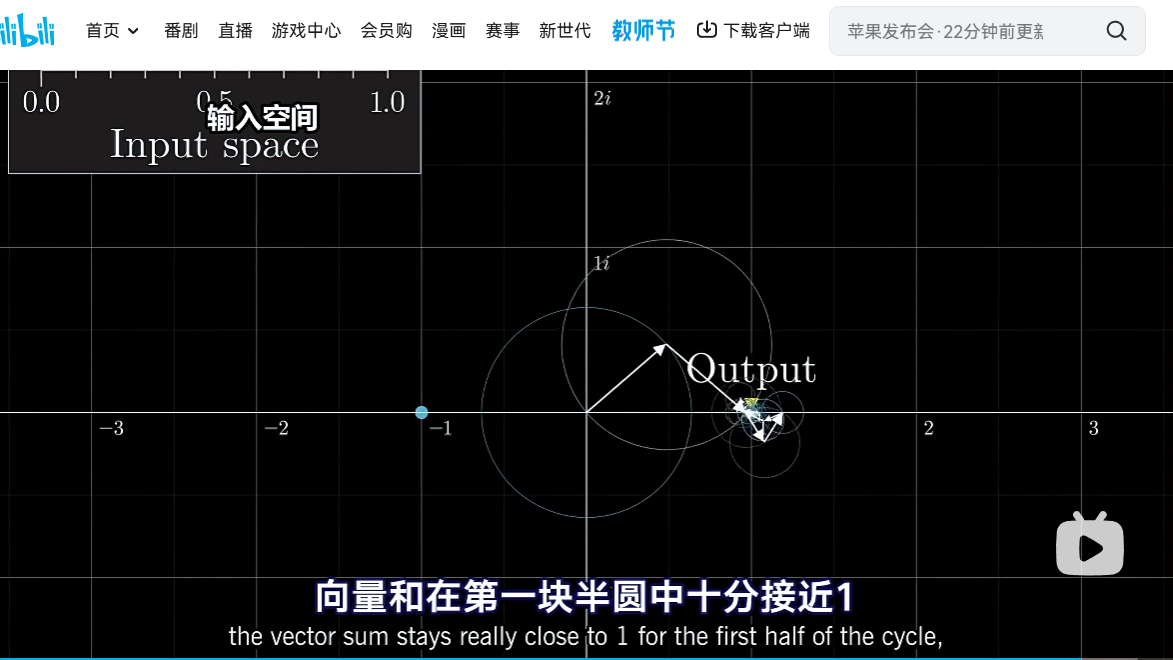 bilibili 首页 番剧 直播 游戏中心 会员购 漫画 赛事 新世代 教师节 下载客户端 苹果发布会·22分钟前更新
0.0 0.5 1.0
输入空间
Input space
2i
1i
Output
−3 −2 −1 2 3
向量和在第一块半圆中十分接近1
the vector sum stays really close to 1 for the first half of the cycle,